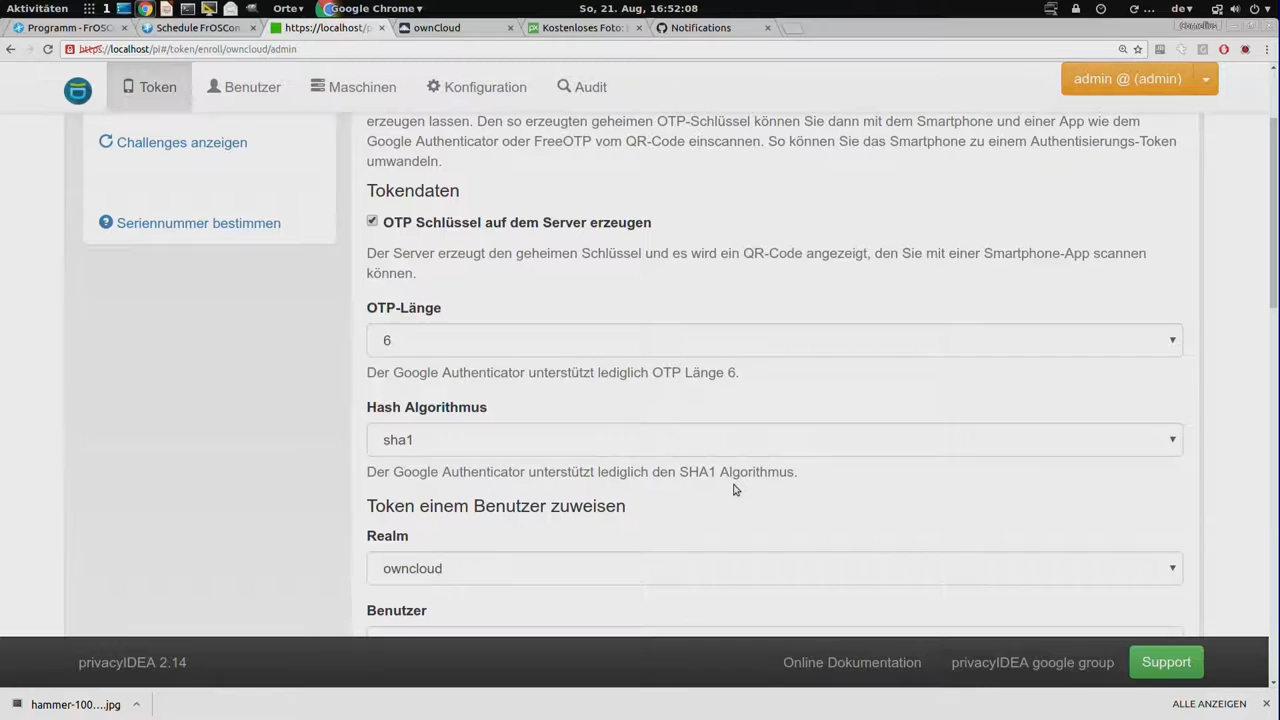 Aktivitäten
1
Orte
Google Chrome
So, 21. Aug, 16:52:08
de
Programm - FrOSC
Schedule FrOSCon
https://localhost/p
ownCloud
Kostenloses Foto:
Notifications
Cornelius
https://localhost/pi#/token/enroll/owncloud/admin
Token
Benutzer
Maschinen
Konfiguration
Audit
admin @ (admin)
Challenges anzeigen
Seriennummer bestimmen
erzeugen lassen. Den so erzeugten geheimen OTP-Schlüssel können Sie dann mit dem Smartphone und einer App wie dem
Google Authenticator oder FreeOTP vom QR-Code einscannen. So können Sie das Smartphone zu einem Authentisierungs-Token
umwandeln.
Tokendaten
OTP Schlüssel auf dem Server erzeugen
Der Server erzeugt den geheimen Schlüssel und es wird ein QR-Code angezeigt, den Sie mit einer Smartphone-App scannen
können.
OTP-Länge
6
Der Google Authenticator unterstützt lediglich OTP Länge 6.
Hash Algorithmus
sha1
Der Google Authenticator unterstützt lediglich den SHA1 Algorithmus.
Token einem Benutzer zuweisen
Realm
owncloud
Benutzer
privacyIDEA 2.14
Online Dokumentation
privacyIDEA google group
Support
hammer-100....jpg
ALLE ANZEIGEN